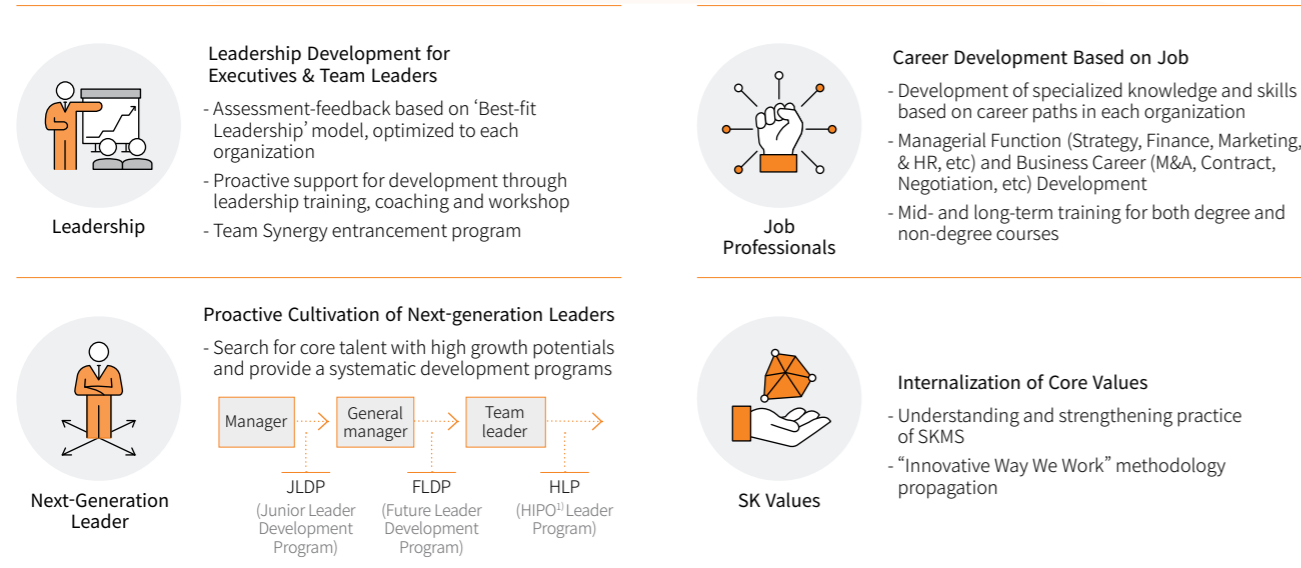 Leadership
Leadership Development for
Executives & Team Leaders
- Assessment-feedback based on ‘Best-fit
Leadership’ model, optimized to each
organization
- Proactive support for development through
leadership training, coaching and workshop
- Team Synergy entrancement program
Job
Professionals
Career Development Based on Job
- Development of specialized knowledge and skills
based on career paths in each organization
- Managerial Function (Strategy, Finance, Marketing,
& HR, etc) and Business Career (M&A, Contract,
Negotiation, etc) Development
- Mid- and long-term training for both degree and
non-degree courses
Next-Generation
Leader
Proactive Cultivation of Next-generation Leaders
- Search for core talent with high growth potentials
and provide a systematic development programs
Manager
General
manager
Team
leader
JLDP
(Junior Leader
Development
Program)
FLDP
(Future Leader
Development
Program)
HLP
(HIPO1) Leader
Program)
SK Values
Internalization of Core Values
- Understanding and strengthening practice
of SKMS
- “Innovative Way We Work” methodology
propagation